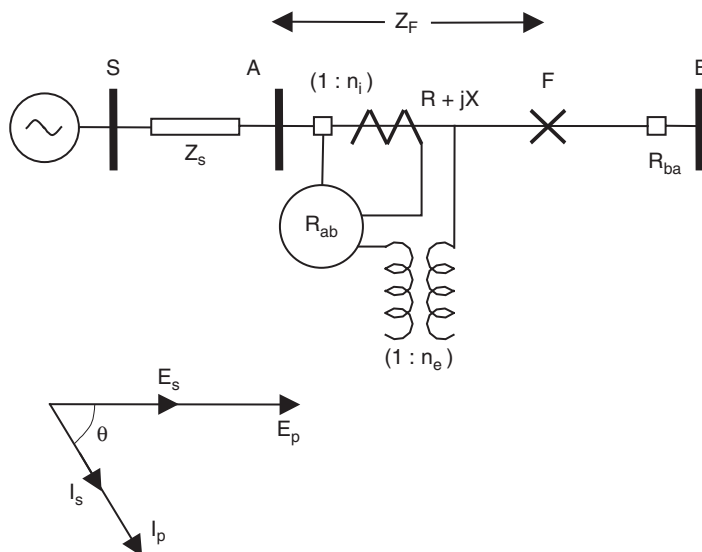 Z_F
S
A
(1 : n_i)
R + jX
F
B
Z_s
R_ba
R_ab
(1 : n_e)
E_s
E_p
θ
I_s
I_p